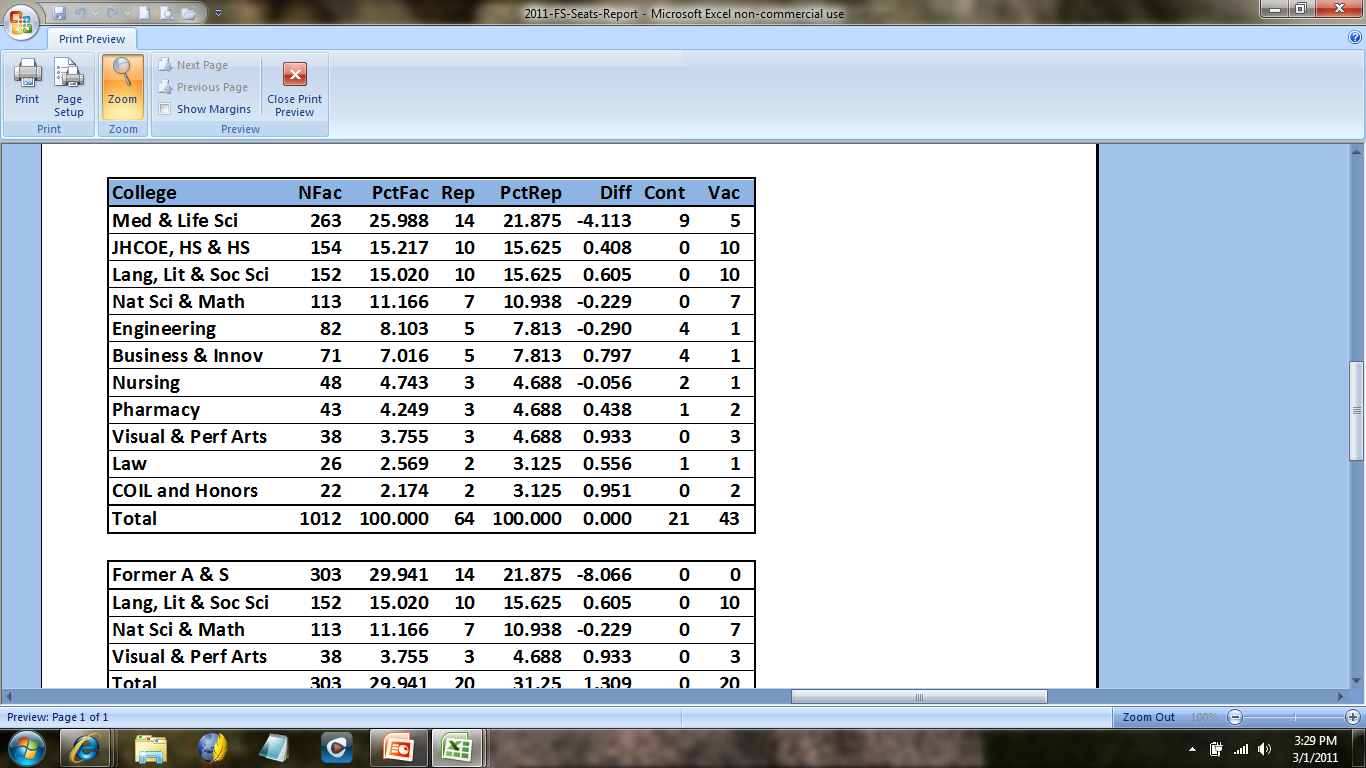 2011-FS-Seats-Report - Microsoft Excel non-commercial use
Print Preview
Print
Page Setup
Zoom
Next Page
Previous Page
Show Margins
Close Print Preview
Print Zoom Preview
College NFac PctFac Rep PctRep Diff Cont Vac
Med & Life Sci 263 25.988 14 21.875 -4.113 9 5
JHCOE, HS & HS 154 15.217 10 15.625 0.408 0 10
Lang, Lit & Soc Sci 152 15.020 10 15.625 0.605 0 10
Nat Sci & Math 113 11.166 7 10.938 -0.229 0 7
Engineering 82 8.103 5 7.813 -0.290 4 1
Business & Innov 71 7.016 5 7.813 0.797 4 1
Nursing 48 4.743 3 4.688 -0.056 2 1
Pharmacy 43 4.249 3 4.688 0.438 1 2
Visual & Perf Arts 38 3.755 3 4.688 0.933 0 3
Law 26 2.569 2 3.125 0.556 1 1
COIL and Honors 22 2.174 2 3.125 0.951 0 2
Total 1012 100.000 64 100.000 0.000 21 43
Former A & S 303 29.941 14 21.875 -8.066 0 0
Lang, Lit & Soc Sci 152 15.020 10 15.625 0.605 0 10
Nat Sci & Math 113 11.166 7 10.938 -0.229 0 7
Visual & Perf Arts 38 3.755 3 4.688 0.933 0 3
Total 303 29.941 20 31.25 1.309 0 20
Preview: Page 1 of 1
Zoom Out 100%
3:29 PM
3/1/2011